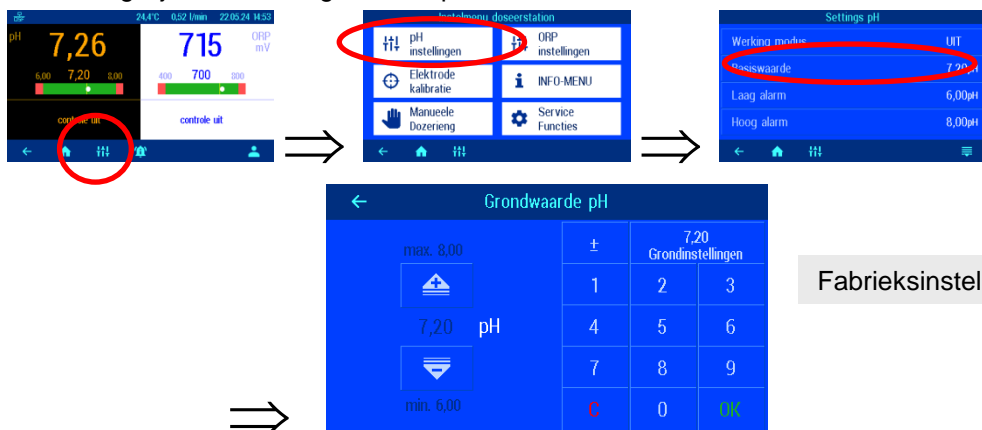 24,4°C 0,52 l/min 22.05.24 14:53
pH 7,26 715 ORP mV
6,00 7,20 8,00 400 700 800
controle uit controle uit
Instelmenu doseerstation
pH instellingen ORP instellingen
Elektrode kalibratie INFO-MENU
Manueele Dozerieng Service Functies
Settings pH
Werking modus UIT
Basiswaarde 7,20pH
Laag alarm 6,00pH
Hoog alarm 8,00pH
Grondwaarde pH
max. 8,00
7,20 pH
min. 6,00
± 7,20 Grondinstellingen
1 2 3
4 5 6
7 8 9
C 0 OK
Fabrieksinstel